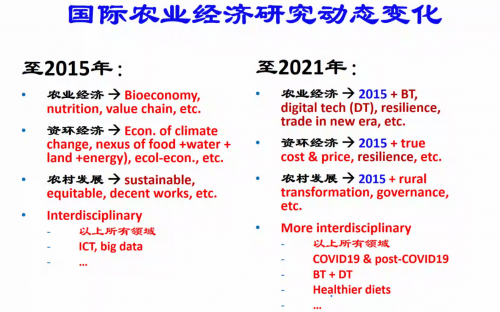 国际农业经济研究动态变化
至2015年：
• 农业经济 → Bioeconomy,
nutrition, value chain, etc.
• 资环经济 → Econ. of climate
change, nexus of food +water +
land +energy), ecol-econ., etc.
• 农村发展 → sustainable,
equitable, decent works, etc.
• Interdisciplinary
- 以上所有领域
- ICT, big data
- …
至2021年：
• 农业经济 → 2015 + BT,
digital tech (DT), resilience,
trade in new era, etc.
• 资环经济 → 2015 + true
cost & price, resilience, etc.
• 农村发展 → 2015 + rural
transformation, governance,
etc.
• More interdisciplinary
- 以上所有领域
- COVID19 & post-COVID19
- BT + DT
- Healthier diets
- …